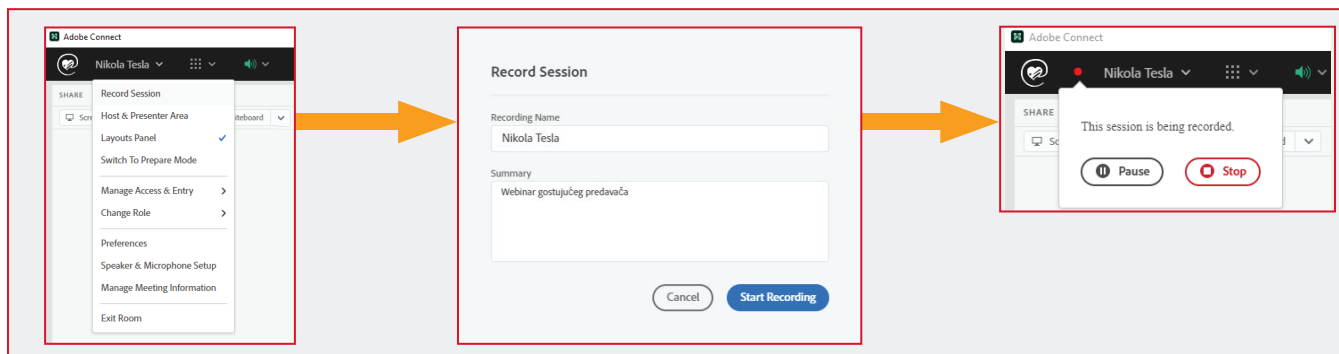 Adobe Connect
Nikola Tesla
SHARE
Record Session
Host & Presenter Area
Layouts Panel
Switch To Prepare Mode
Manage Access & Entry
Change Role
Preferences
Speaker & Microphone Setup
Manage Meeting Information
Exit Room
Record Session
Recording Name
Nikola Tesla
Summary
Webinar gostujućeg predavača
Cancel
Start Recording
Adobe Connect
Nikola Tesla
SHARE
This session is being recorded.
Pause
Stop